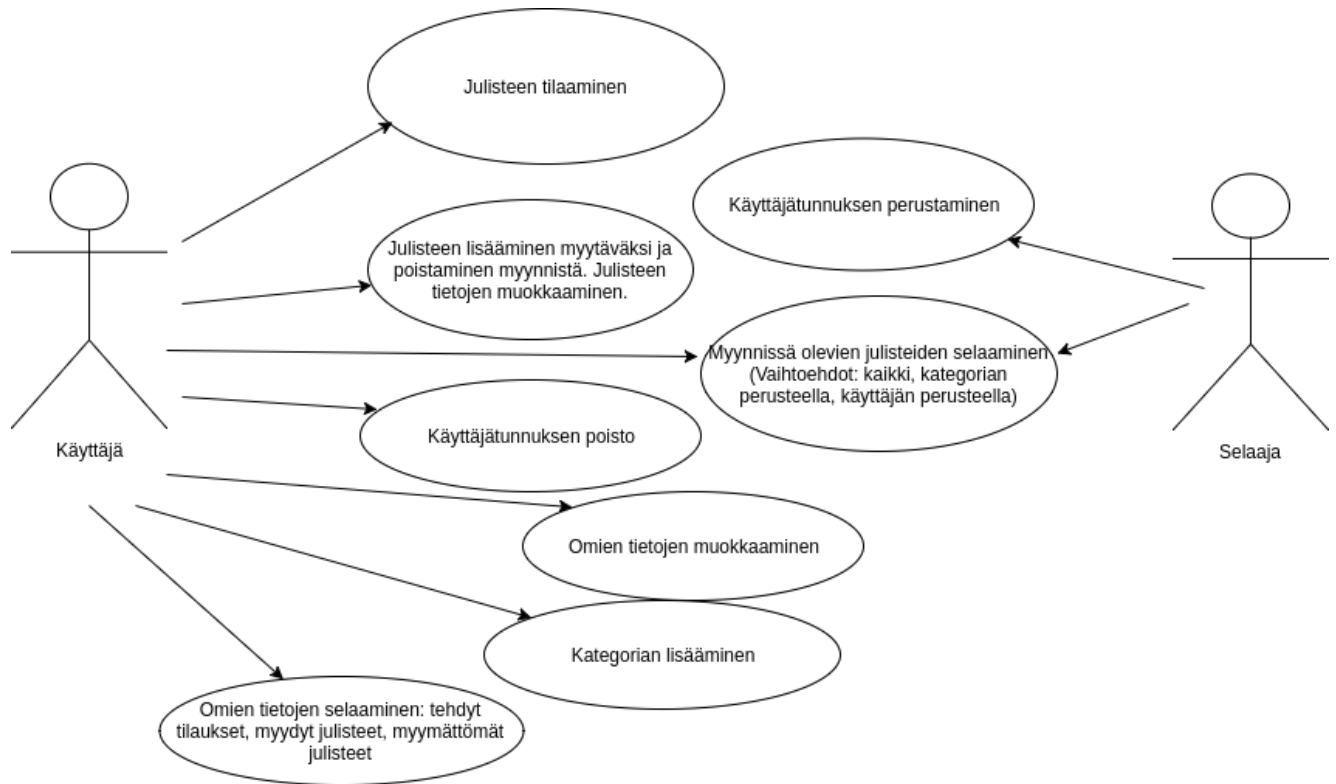 Julisteen tilaaminen
Käyttäjätunnuksen perustaminen
Julisteen lisääminen myytäväksi ja
poistaminen myynnistä. Julisteen
tietojen muokkaaminen.
Myynnissä olevien julisteiden selaaminen
(Vaihtoehdot: kaikki, kategorian
perusteella, käyttäjän perusteella)
Käyttäjätunnuksen poisto
Käyttäjä
Selaaja
Omien tietojen muokkaaminen
Kategorian lisääminen
Omien tietojen selaaminen: tehdyt
tilaukset, myydyt julisteet, myymättömät
julisteet